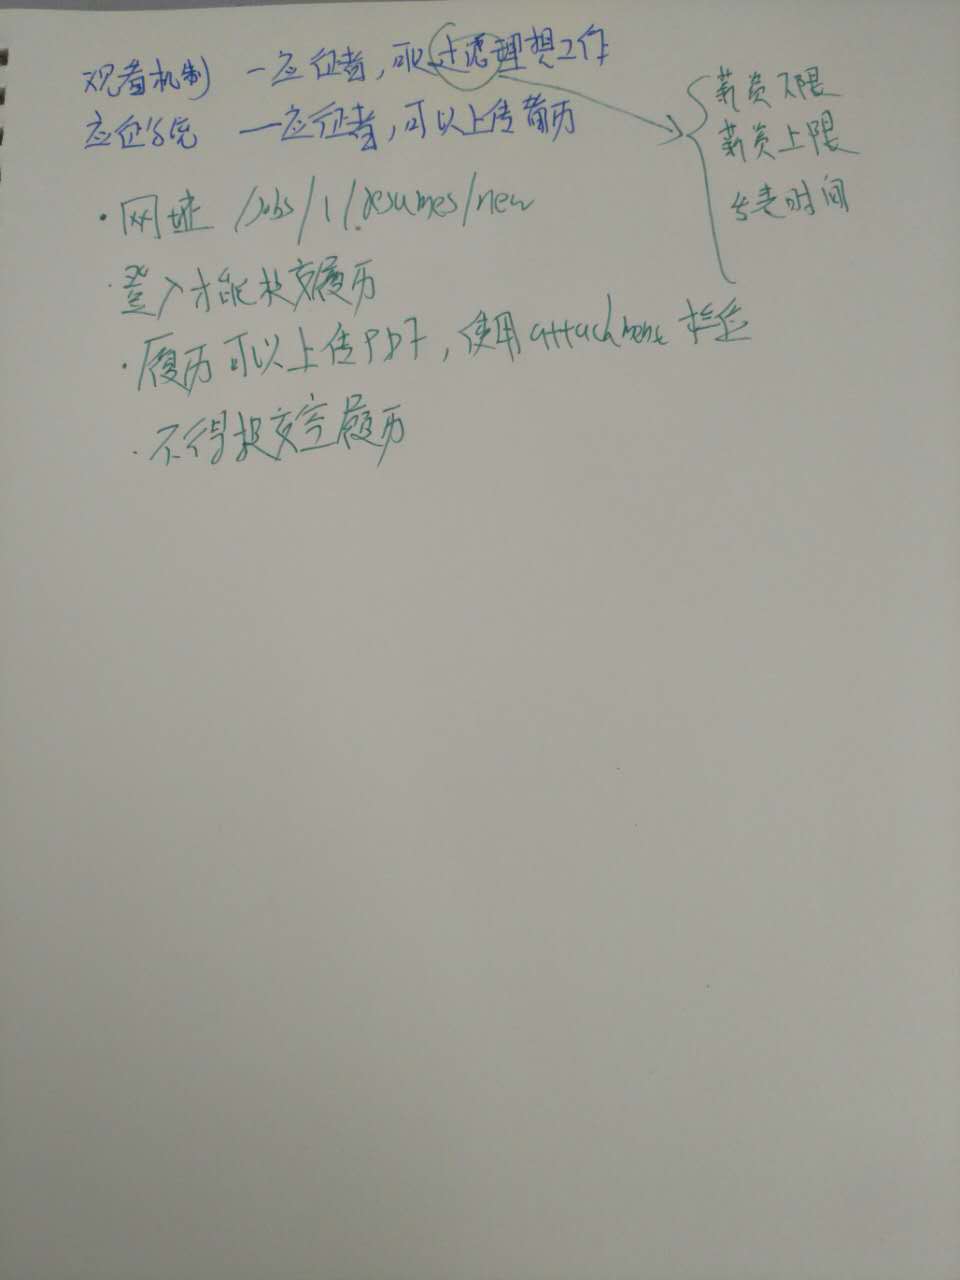 观看机制 一应征者,可以过滤理想工作
应征系统 一应征者,可以上传简历
薪资下限
薪资上限
发表时间
· 网址 /jobs/1/resumes/new
· 登入才能提交履历
· 履历可以上传PDF,使用attachment栏位
· 不得提交空履历